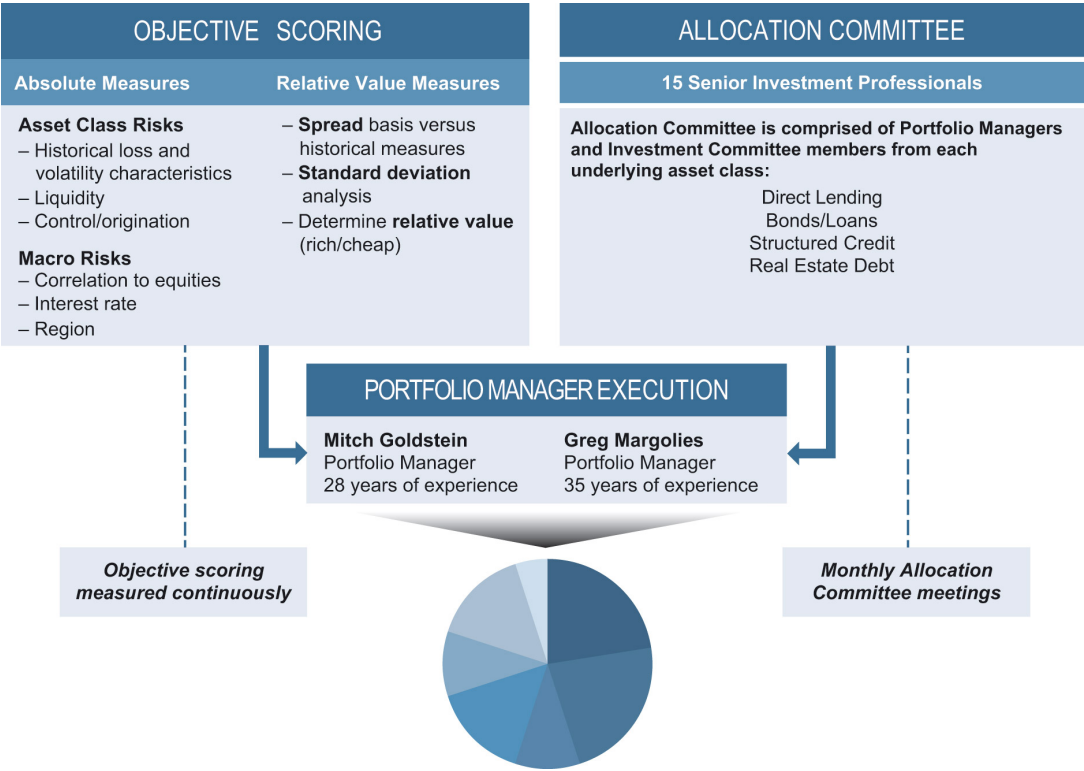 OBJECTIVE SCORING
Absolute Measures
Asset Class Risks
– Historical loss and
volatility characteristics
– Liquidity
– Control/origination
Macro Risks
– Correlation to equities
– Interest rate
– Region
Relative Value Measures
– Spread basis versus
historical measures
– Standard deviation
analysis
– Determine relative value
(rich/cheap)
ALLOCATION COMMITTEE
15 Senior Investment Professionals
Allocation Committee is comprised of Portfolio Managers
and Investment Committee members from each
underlying asset class:
Direct Lending
Bonds/Loans
Structured Credit
Real Estate Debt
PORTFOLIO MANAGER EXECUTION
Mitch Goldstein
Portfolio Manager
28 years of experience
Greg Margolies
Portfolio Manager
35 years of experience
Objective scoring
measured continuously
Monthly Allocation
Committee meetings